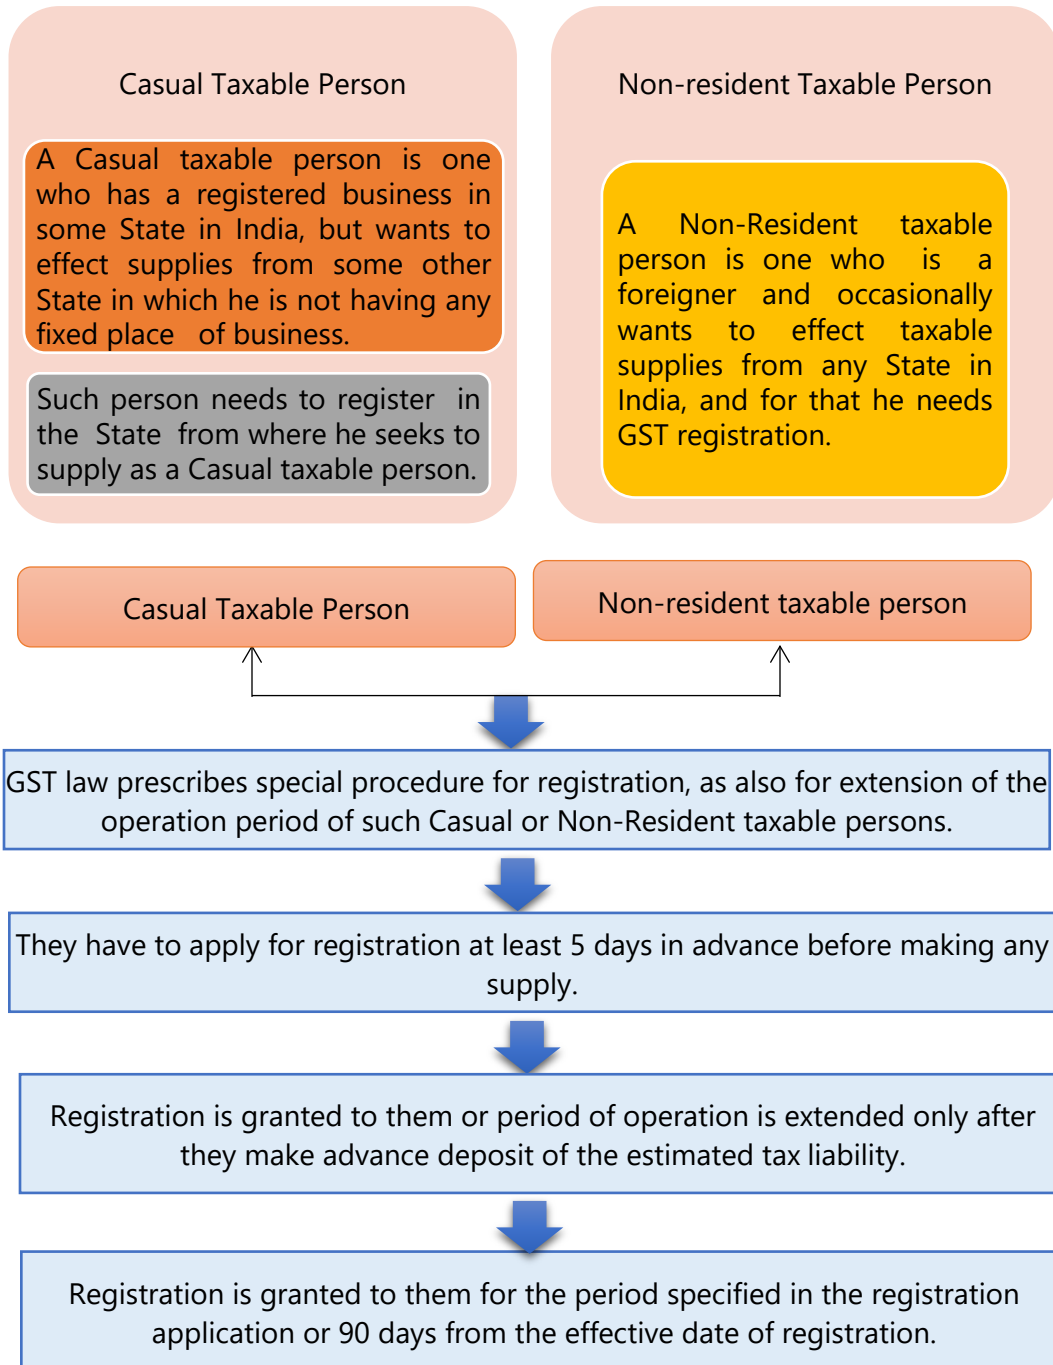 Casual Taxable Person
A Casual taxable person is one
who has a registered business in
some State in India, but wants to
effect supplies from some other
State in which he is not having any
fixed place of business.
Such person needs to register in
the State from where he seeks to
supply as a Casual taxable person.
Non-resident Taxable Person
A Non-Resident taxable
person is one who is a
foreigner and occasionally
wants to effect taxable
supplies from any State in
India, and for that he needs
GST registration.
Casual Taxable Person
Non-resident taxable person
GST law prescribes special procedure for registration, as also for extension of the
operation period of such Casual or Non-Resident taxable persons.
They have to apply for registration at least 5 days in advance before making any
supply.
Registration is granted to them or period of operation is extended only after
they make advance deposit of the estimated tax liability.
Registration is granted to them for the period specified in the registration
application or 90 days from the effective date of registration.